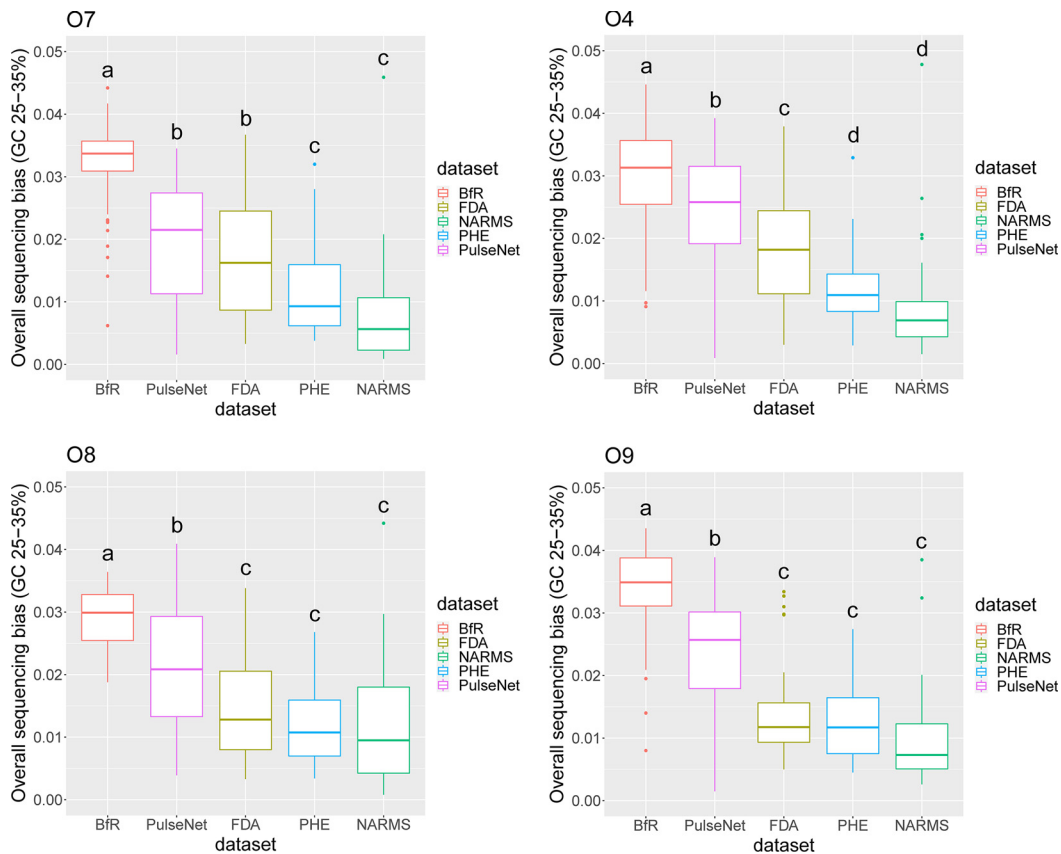 O7
Overall sequencing bias (GC 25−35%)
0.05
0.04
0.03
0.02
0.01
0.00
a
b
b
c
c
BfR PulseNet FDA PHE NARMS
dataset
dataset
BfR
FDA
NARMS
PHE
PulseNet
O4
Overall sequencing bias (GC 25−35%)
0.05
0.04
0.03
0.02
0.01
0.00
a
b
c
d
d
BfR PulseNet FDA PHE NARMS
dataset
dataset
BfR
FDA
NARMS
PHE
PulseNet
O8
Overall sequencing bias (GC 25−35%)
0.05
0.04
0.03
0.02
0.01
0.00
a
b
c
c
c
BfR PulseNet FDA PHE NARMS
dataset
dataset
BfR
FDA
NARMS
PHE
PulseNet
O9
Overall sequencing bias (GC 25−35%)
0.05
0.04
0.03
0.02
0.01
0.00
a
b
c
c
c
BfR PulseNet FDA PHE NARMS
dataset
dataset
BfR
FDA
NARMS
PHE
PulseNet